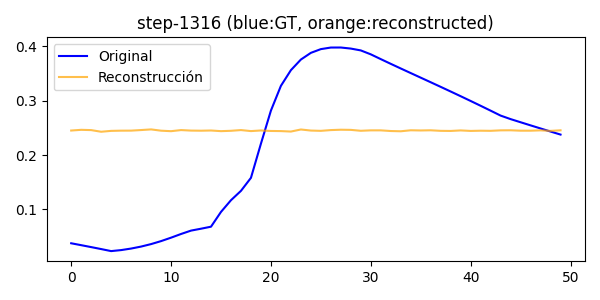 step-1316 (blue:GT, orange:reconstructed)
Original
Reconstrucción
0.4
0.3
0.2
0.1
0 10 20 30 40 50